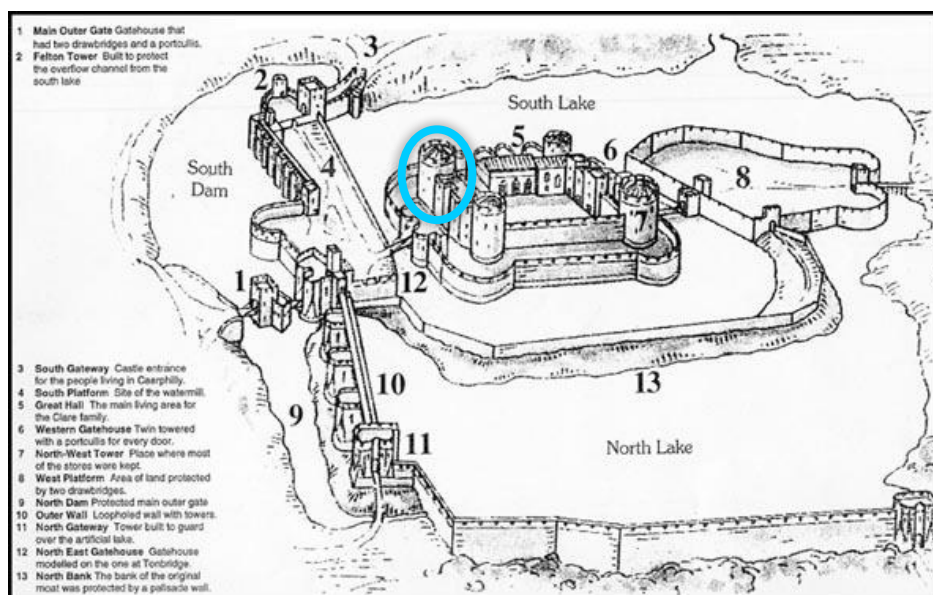 1 Main Outer Gate Gatehouse that
had two drawbridges and a portcullis.
2 Felton Tower Built to protect
the overflow channel from the
south lake
3
2
South Lake
5
6
4
South
Dam
8
7
1
12
13
10
9
11
North Lake
3 South Gateway Castle entrance
for the people living in Caerphilly.
4 South Platform Site of the watermill.
5 Great Hall The main living area for
the Clare family.
6 Western Gatehouse Twin towered
with a portcullis for every door.
7 North-West Tower Place where most
of the stores were kept.
8 West Platform Area of land protected
by two drawbridges.
9 North Dam Protected main outer gate
10 Outer Wall Loopholed wall with towers.
11 North Gateway Tower built to guard
over the artificial lake.
12 North East Gatehouse Gatehouse
modelled on the one at Tonbridge.
13 North Bank The bank of the original
moat was protected by a palisade wall.